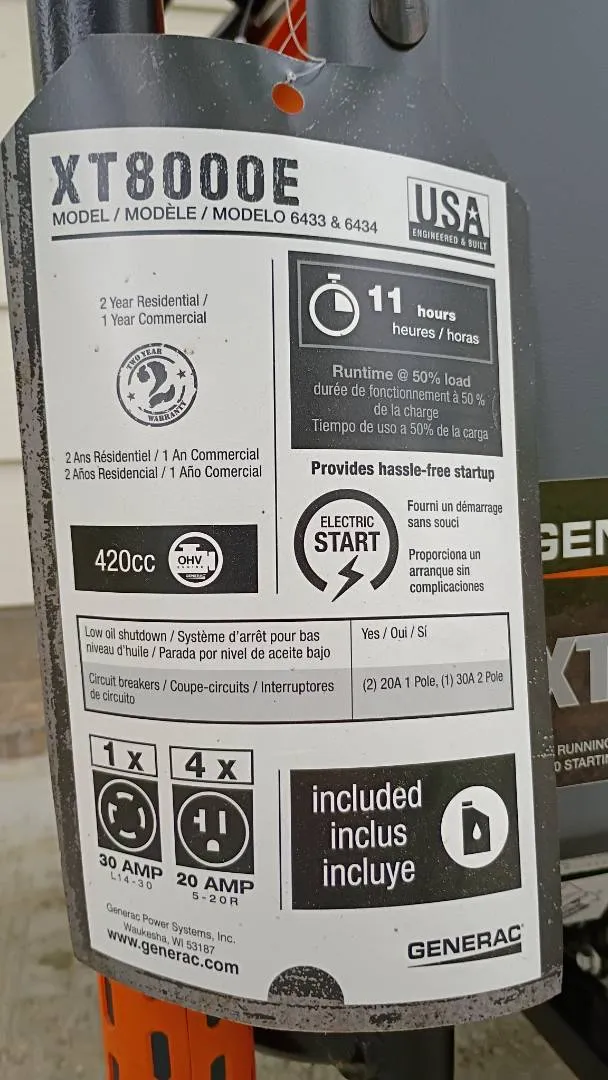 XT8000E
MODEL / MODÈLE / MODELO 6433 & 6434
USA
ENGINEERED & BUILT
2 Year Residential /
1 Year Commercial
TWO YEAR
2
WARRANTY
2 Ans Résidentiel / 1 An Commercial
2 Años Residencial / 1 Año Comercial
11 hours
heures / horas
Runtime @ 50% load
durée de fonctionnement à 50 %
de la charge
Tiempo de uso a 50% de la carga
Provides hassle-free startup
ELECTRIC
START
Fourni un démarrage
sans souci
Proporciona un
arranque sin
complicaciones
420cc
OHV
ENGINE
GENERAC
Low oil shutdown / Système d'arrêt pour bas
niveau d'huile / Parada por nivel de aceite bajo
Yes / Oui / Sí
Circuit breakers / Coupe-circuits / Interruptores
de circuito
(2) 20A 1 Pole, (1) 30A 2 Pole
1 x
30 AMP
L14-30
4 x
20 AMP
5-20R
included
inclus
incluye
Generac Power Systems, Inc.
Waukesha, WI 53187
www.generac.com
GENERAC
GEN
XT
RUNNING
0 STARTI